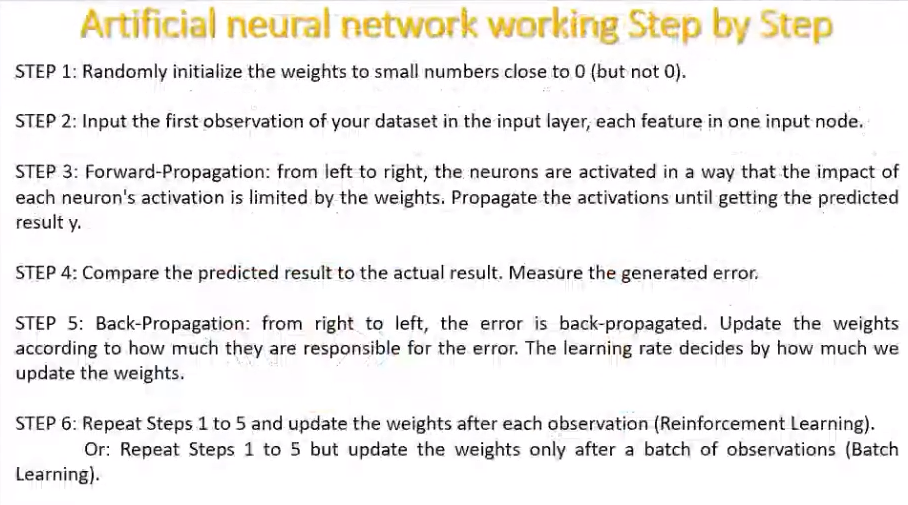 Artificial neural network working Step by Step
STEP 1: Randomly initialize the weights to small numbers close to 0 (but not 0).
STEP 2: Input the first observation of your dataset in the input layer, each feature in one input node.
STEP 3: Forward-Propagation: from left to right, the neurons are activated in a way that the impact of
each neuron's activation is limited by the weights. Propagate the activations until getting the predicted
result y.
STEP 4: Compare the predicted result to the actual result. Measure the generated error.
STEP 5: Back-Propagation: from right to left, the error is back-propagated. Update the weights
according to how much they are responsible for the error. The learning rate decides by how much we
update the weights.
STEP 6: Repeat Steps 1 to 5 and update the weights after each observation (Reinforcement Learning).
Or: Repeat Steps 1 to 5 but update the weights only after a batch of observations (Batch
Learning).